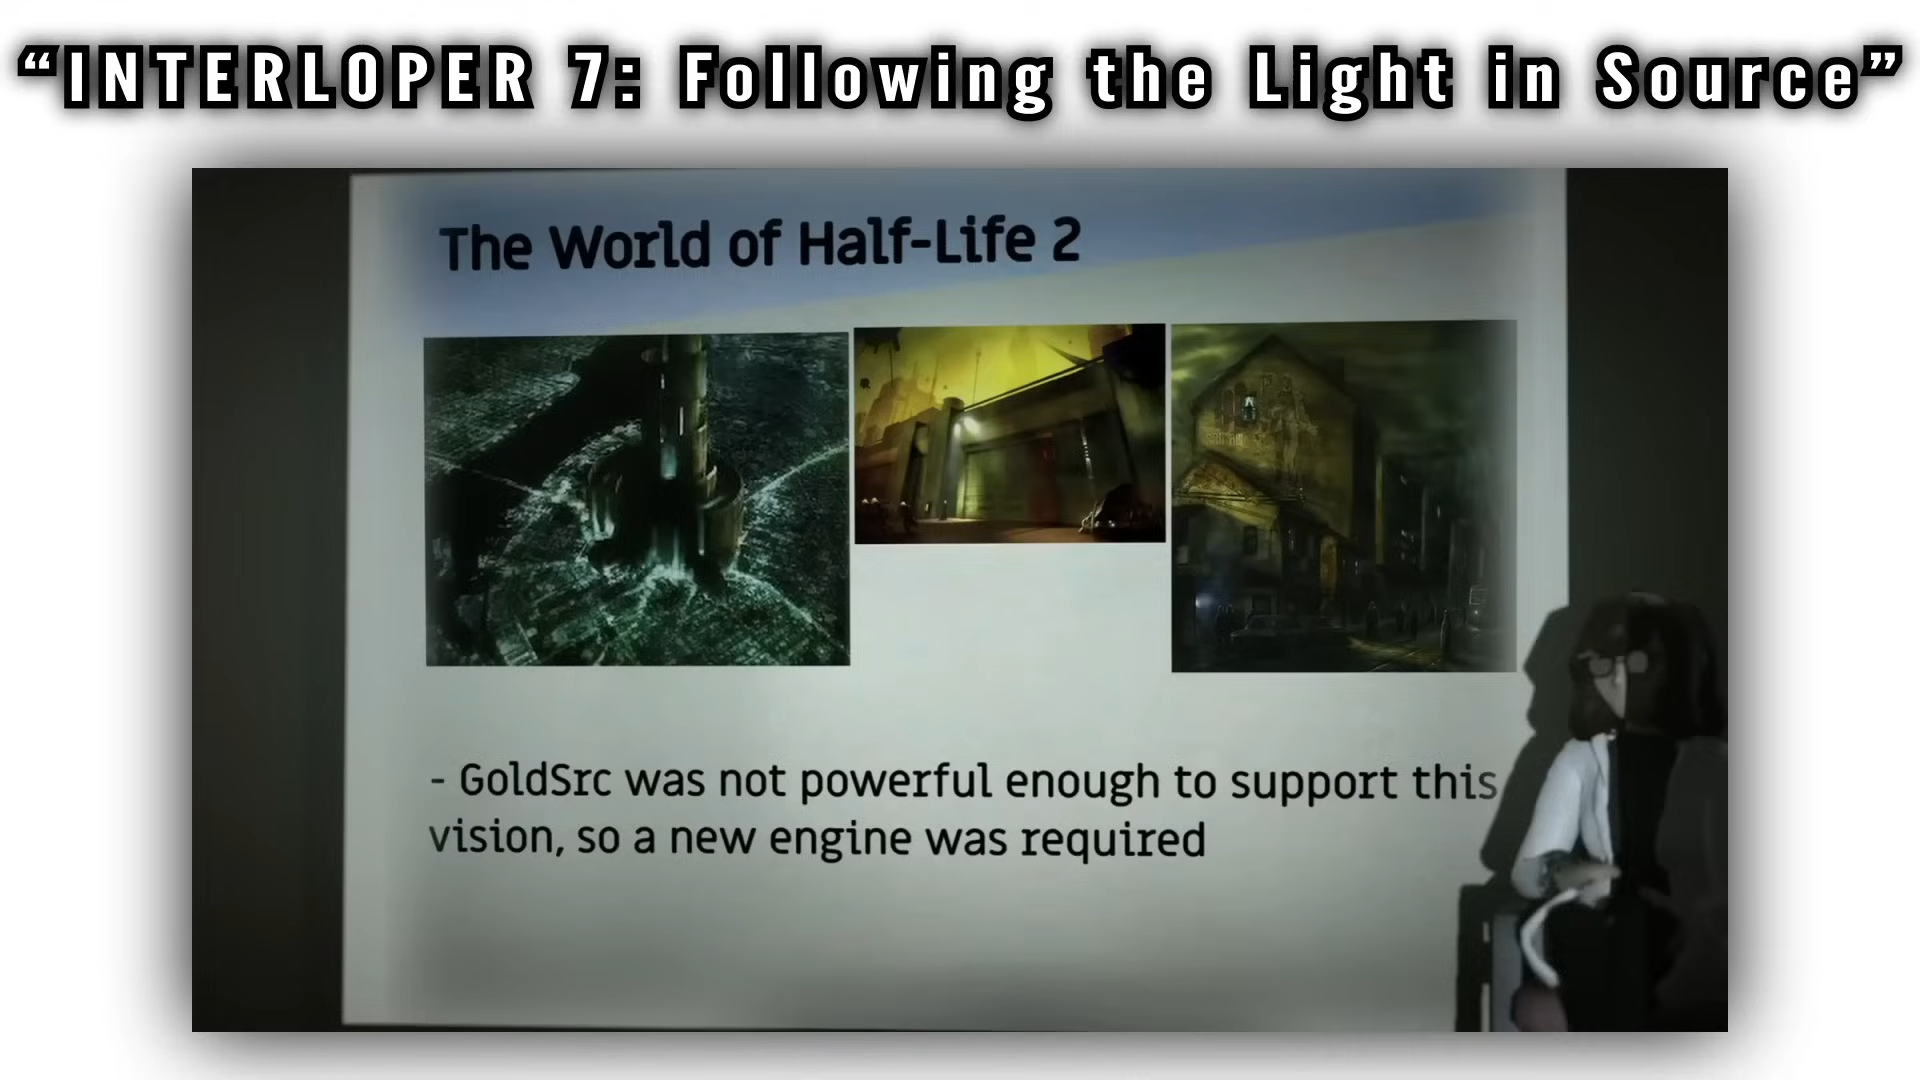 “INTERLOPER 7: Following the Light in Source”
The World of Half-Life 2
- GoldSrc was not powerful enough to support this
vision, so a new engine was required